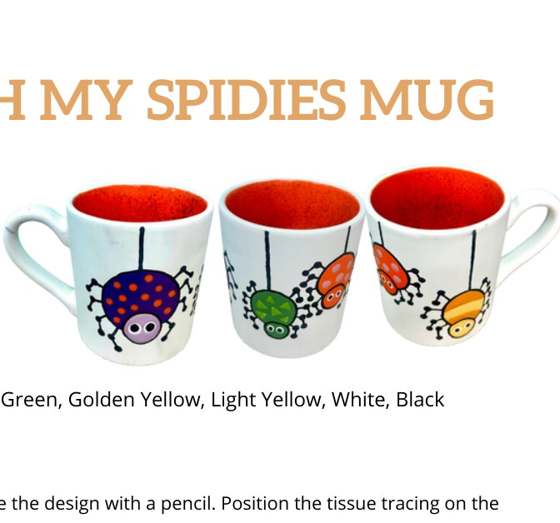 H MY SPIDIES MUG
Green, Golden Yellow, Light Yellow, White, Black
e the design with a pencil. Position the tissue tracing on the